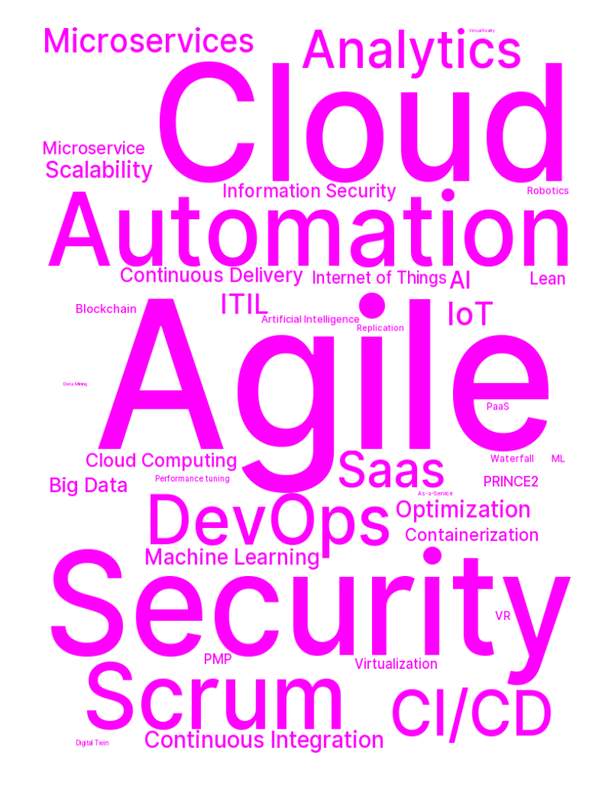 Virtual Reality
Microservices
Analytics
Cloud
Microservice
Scalability
Information Security
Robotics
Automation
Continuous Delivery
Internet of Things
AI
Lean
ITIL
Blockchain
IoT
Artificial Intelligence
Replication
Agile
Data Mining
PaaS
Cloud Computing
Saas
Waterfall
ML
Performance tuning
PRINCE2
Big Data
As-a-Service
DevOps
Optimization
Containerization
Machine Learning
Security
VR
PMP
Virtualization
Scrum
CI/CD
Continuous Integration
Digital Twin